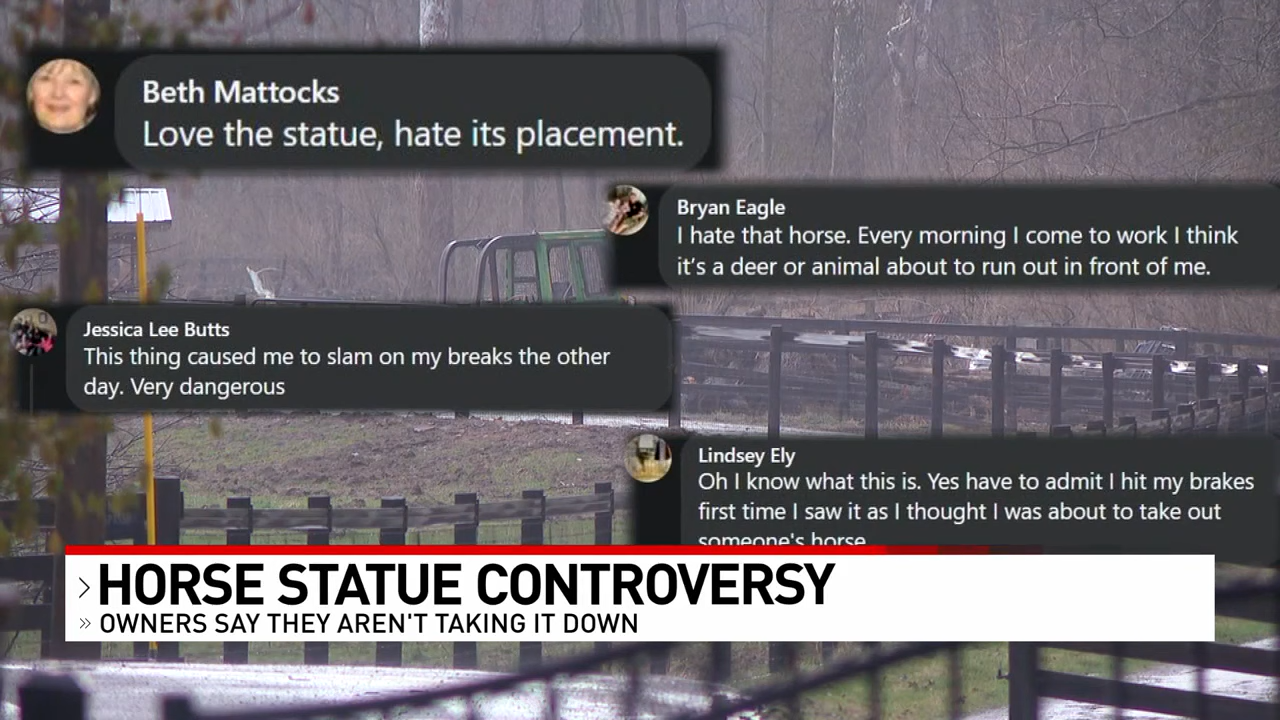 Beth Mattocks
Love the statue, hate its placement.
Bryan Eagle
I hate that horse. Every morning I come to work I think
it's a deer or animal about to run out in front of me.
Jessica Lee Butts
This thing caused me to slam on my breaks the other
day. Very dangerous
Lindsey Ely
Oh I know what this is. Yes have to admit I hit my brakes
first time I saw it as I thought I was about to take out
someone's horse
HORSE STATUE CONTROVERSY
OWNERS SAY THEY AREN'T TAKING IT DOWN